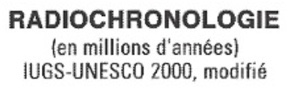 RADIOCHRONOLOGIE
(en millions d'années)
IUGS-UNESCO 2000, modifié